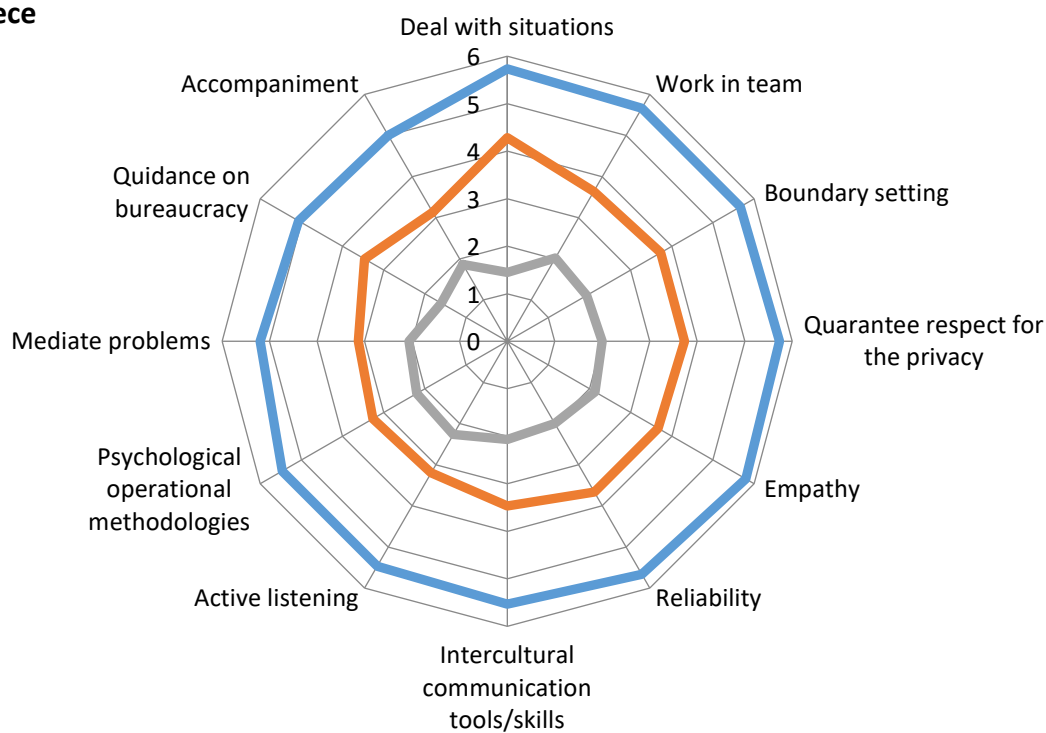 ece
Deal with situations
6
5
4
3
2
1
0
Work in team
Boundary setting
Quarantee respect for
the privacy
Empathy
Reliability
Intercultural
communication
tools/skills
Active listening
Psychological
operational
methodologies
Mediate problems
Quidance on
bureaucracy
Accompaniment